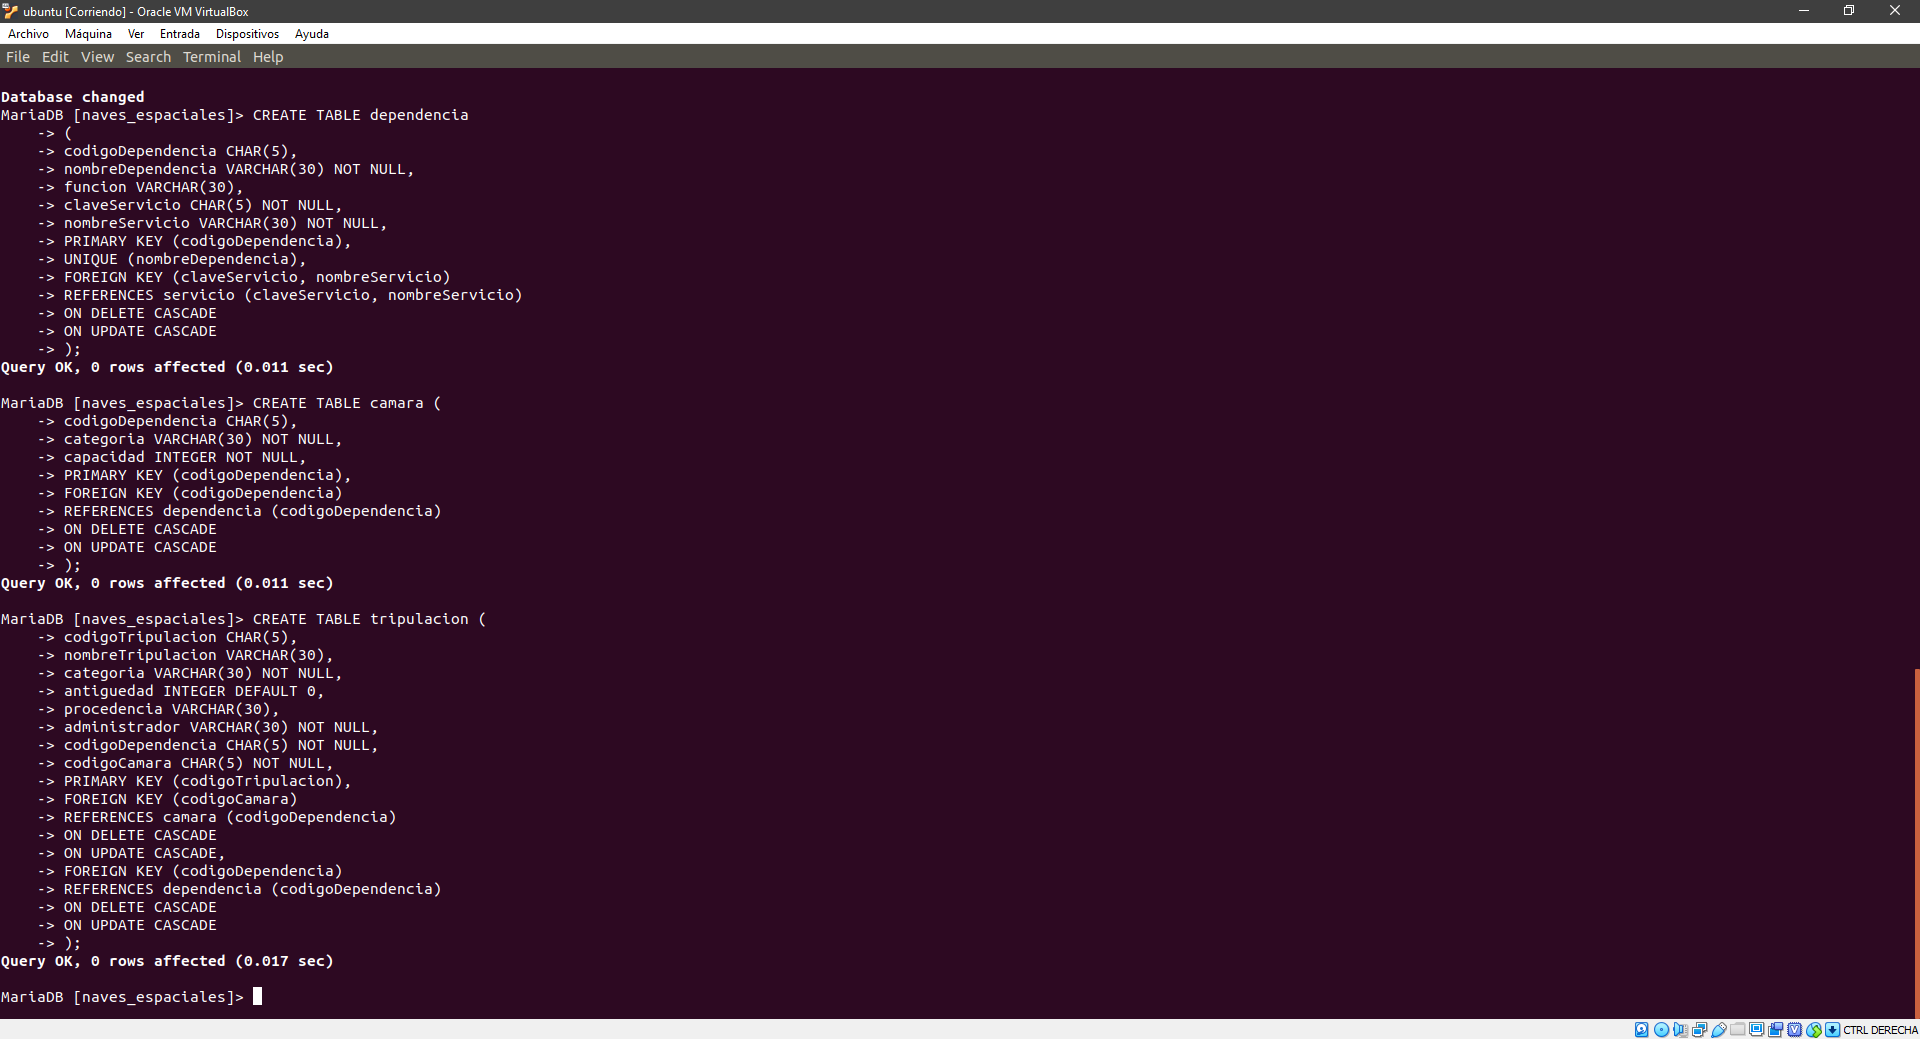 ubuntu [Corriendo] - Oracle VM VirtualBox
Archivo Máquina Ver Entrada Dispositivos Ayuda
File Edit View Search Terminal Help
Database changed
MariaDB [naves_espaciales]> CREATE TABLE dependencia
    -> (
    -> codigoDependencia CHAR(5),
    -> nombreDependencia VARCHAR(30) NOT NULL,
    -> funcion VARCHAR(30),
    -> claveServicio CHAR(5) NOT NULL,
    -> nombreServicio VARCHAR(30) NOT NULL,
    -> PRIMARY KEY (codigoDependencia),
    -> UNIQUE (nombreDependencia),
    -> FOREIGN KEY (claveServicio, nombreServicio)
    -> REFERENCES servicio (claveServicio, nombreServicio)
    -> ON DELETE CASCADE
    -> ON UPDATE CASCADE
    -> );
Query OK, 0 rows affected (0.011 sec)
MariaDB [naves_espaciales]> CREATE TABLE camara (
    -> codigoDependencia CHAR(5),
    -> categoria VARCHAR(30) NOT NULL,
    -> capacidad INTEGER NOT NULL,
    -> PRIMARY KEY (codigoDependencia),
    -> FOREIGN KEY (codigoDependencia)
    -> REFERENCES dependencia (codigoDependencia)
    -> ON DELETE CASCADE
    -> ON UPDATE CASCADE
    -> );
Query OK, 0 rows affected (0.011 sec)
MariaDB [naves_espaciales]> CREATE TABLE tripulacion (
    -> codigoTripulacion CHAR(5),
    -> nombreTripulacion VARCHAR(30),
    -> categoria VARCHAR(30) NOT NULL,
    -> antiguedad INTEGER DEFAULT 0,
    -> procedencia VARCHAR(30),
    -> administrador VARCHAR(30) NOT NULL,
    -> codigoDependencia CHAR(5) NOT NULL,
    -> codigoCamara CHAR(5) NOT NULL,
    -> PRIMARY KEY (codigoTripulacion),
    -> FOREIGN KEY (codigoCamara)
    -> REFERENCES camara (codigoDependencia)
    -> ON DELETE CASCADE
    -> ON UPDATE CASCADE,
    -> FOREIGN KEY (codigoDependencia)
    -> REFERENCES dependencia (codigoDependencia)
    -> ON DELETE CASCADE
    -> ON UPDATE CASCADE
    -> );
Query OK, 0 rows affected (0.017 sec)
MariaDB [naves_espaciales]>
CTRL DERECHA